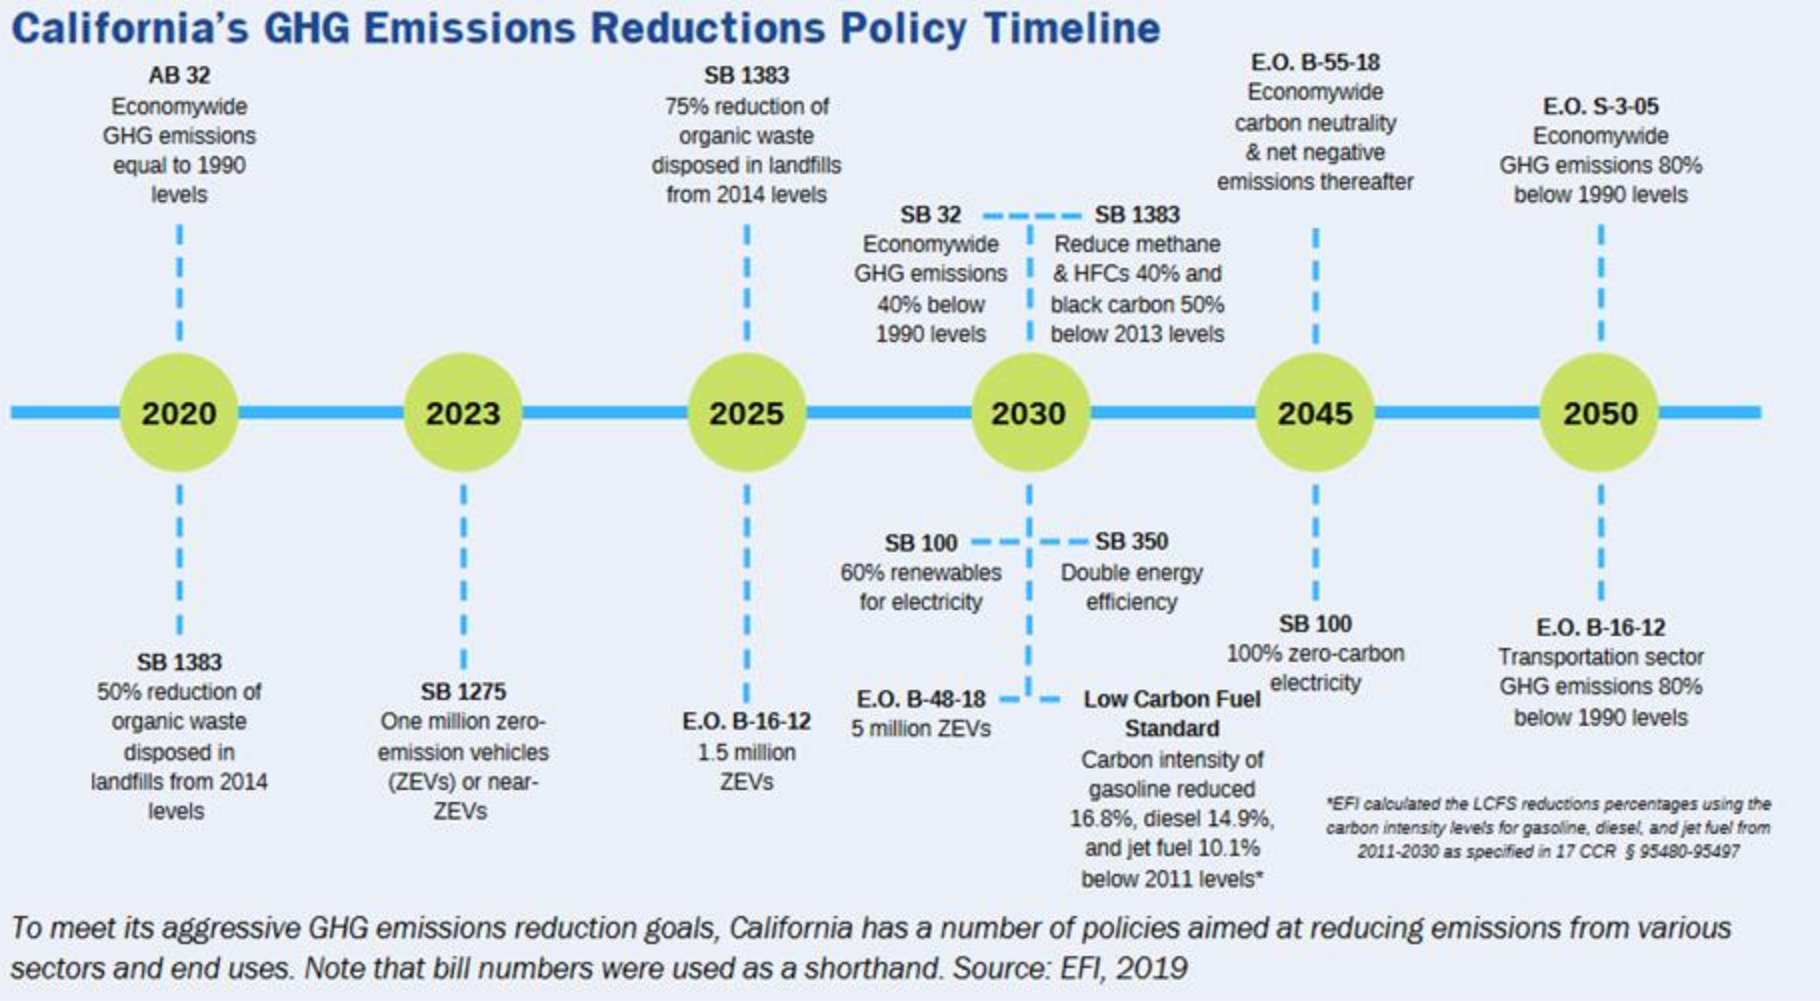 California's GHG Emissions Reductions Policy Timeline
AB 32
Economywide
GHG emissions
equal to 1990
levels
SB 1383
75% reduction of
organic waste
disposed in landfills
from 2014 levels
SB 32
Economywide
GHG emissions
40% below
1990 levels
SB 1383
Reduce methane
& HFCs 40% and
black carbon 50%
below 2013 levels
E.O. B-55-18
Economywide
carbon neutrality
& net negative
emissions thereafter
E.O. S-3-05
Economywide
GHG emissions 80%
below 1990 levels
2020
2023
2025
2030
2045
2050
SB 1383
50% reduction of
organic waste
disposed in
landfills from 2014
levels
SB 1275
One million zero-
emission vehicles
(ZEVs) or near-
ZEVs
E.O. B-16-12
1.5 million
ZEVs
SB 100
60% renewables
for electricity
SB 350
Double energy
efficiency
E.O. B-48-18
5 million ZEVs
Low Carbon Fuel
Standard
Carbon intensity of
gasoline reduced
16.8%, diesel 14.9%,
and jet fuel 10.1%
below 2011 levels*
SB 100
100% zero-carbon
electricity
E.O. B-16-12
Transportation sector
GHG emissions 80%
below 1990 levels
*EFI calculated the LCFS reductions percentages using the
carbon intensity levels for gasoline, diesel, and jet fuel from
2011-2030 as specified in 17 CCR § 95480-95497
To meet its aggressive GHG emissions reduction goals, California has a number of policies aimed at reducing emissions from various
sectors and end uses. Note that bill numbers were used as a shorthand. Source: EFI, 2019